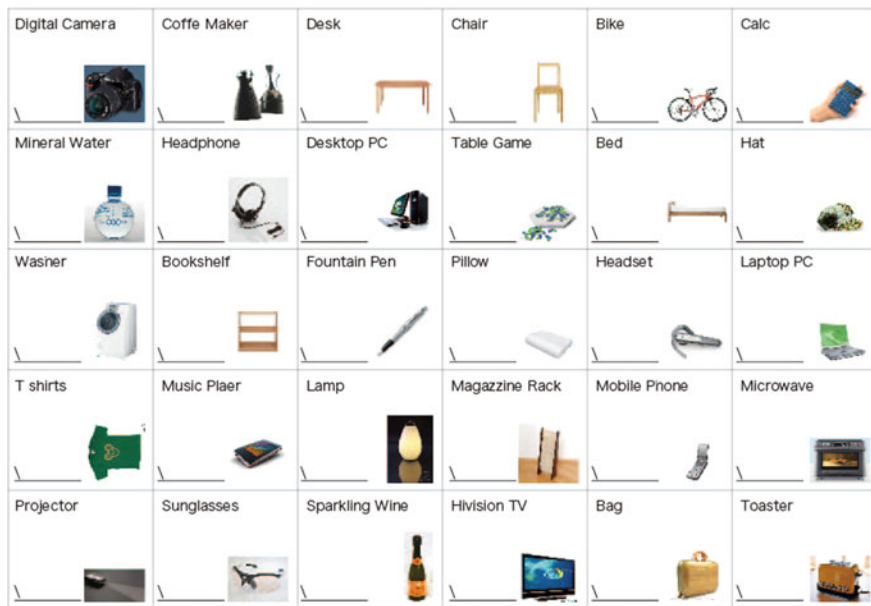 Digital Camera
Coffe Maker
Desk
Chair
Bike
Calc
\
\
\
\
\
\
Mineral Water
Headphone
Desktop PC
Table Game
Bed
Hat
\
\
\
\
\
\
Washer
Bookshelf
Fountain Pen
Pillow
Headset
Laptop PC
\
\
\
\
\
\
T shirts
Music Plaer
Lamp
Magazzine Rack
Mobile Pnone
Microwave
\
\
\
\
\
\
Projector
Sunglasses
Sparkling Wine
Hivision TV
Bag
Toaster
\
\
\
\
\
\